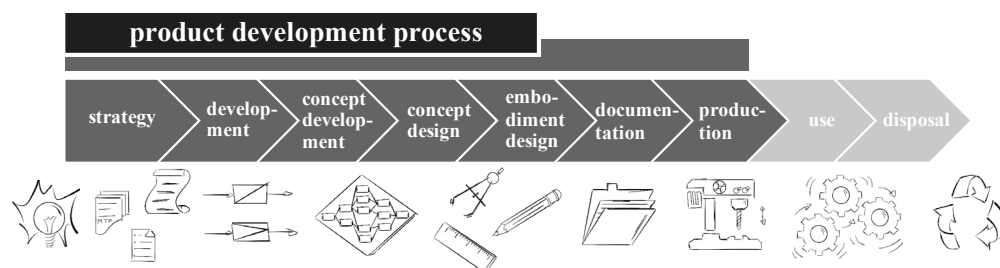 product development process
strategy
develop-
ment
concept
develop-
ment
concept
design
embo-
diment
design
documen-
tation
produc-
tion
use
disposal
MTP